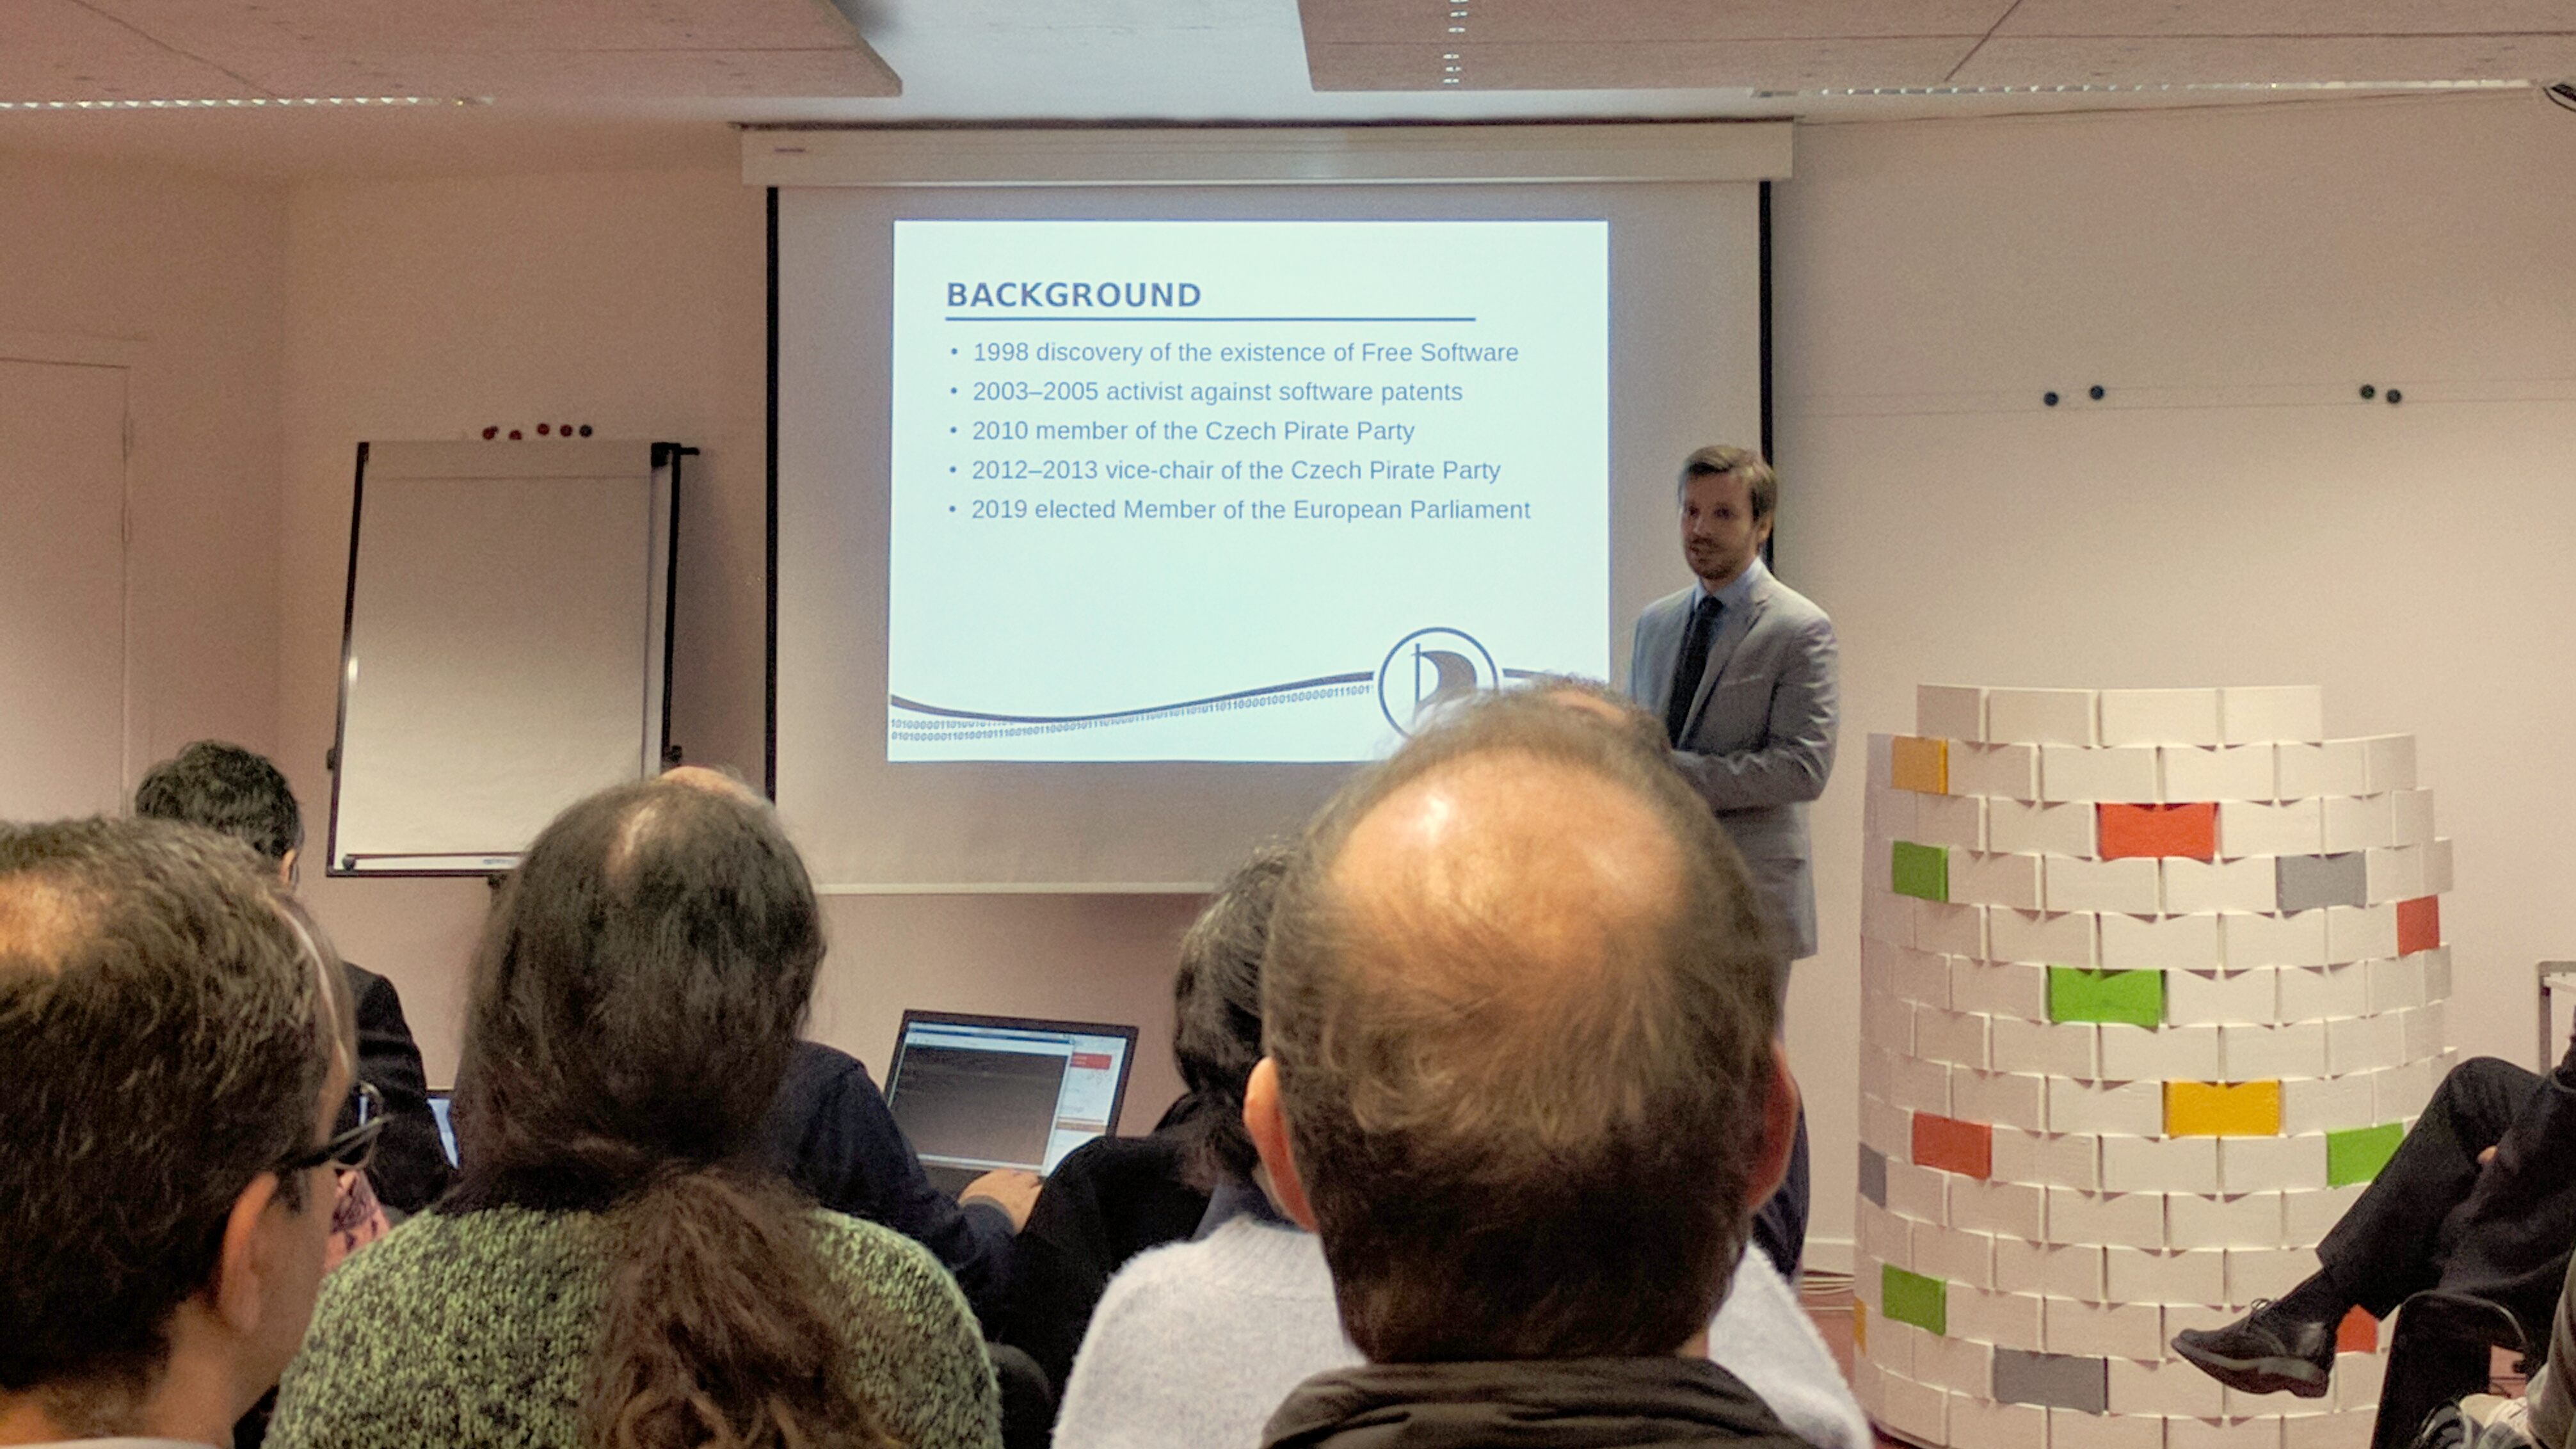 BACKGROUND
• 1998 discovery of the existence of Free Software
• 2003–2005 activist against software patents
• 2010 member of the Czech Pirate Party
• 2012–2013 vice-chair of the Czech Pirate Party
• 2019 elected Member of the European Parliament